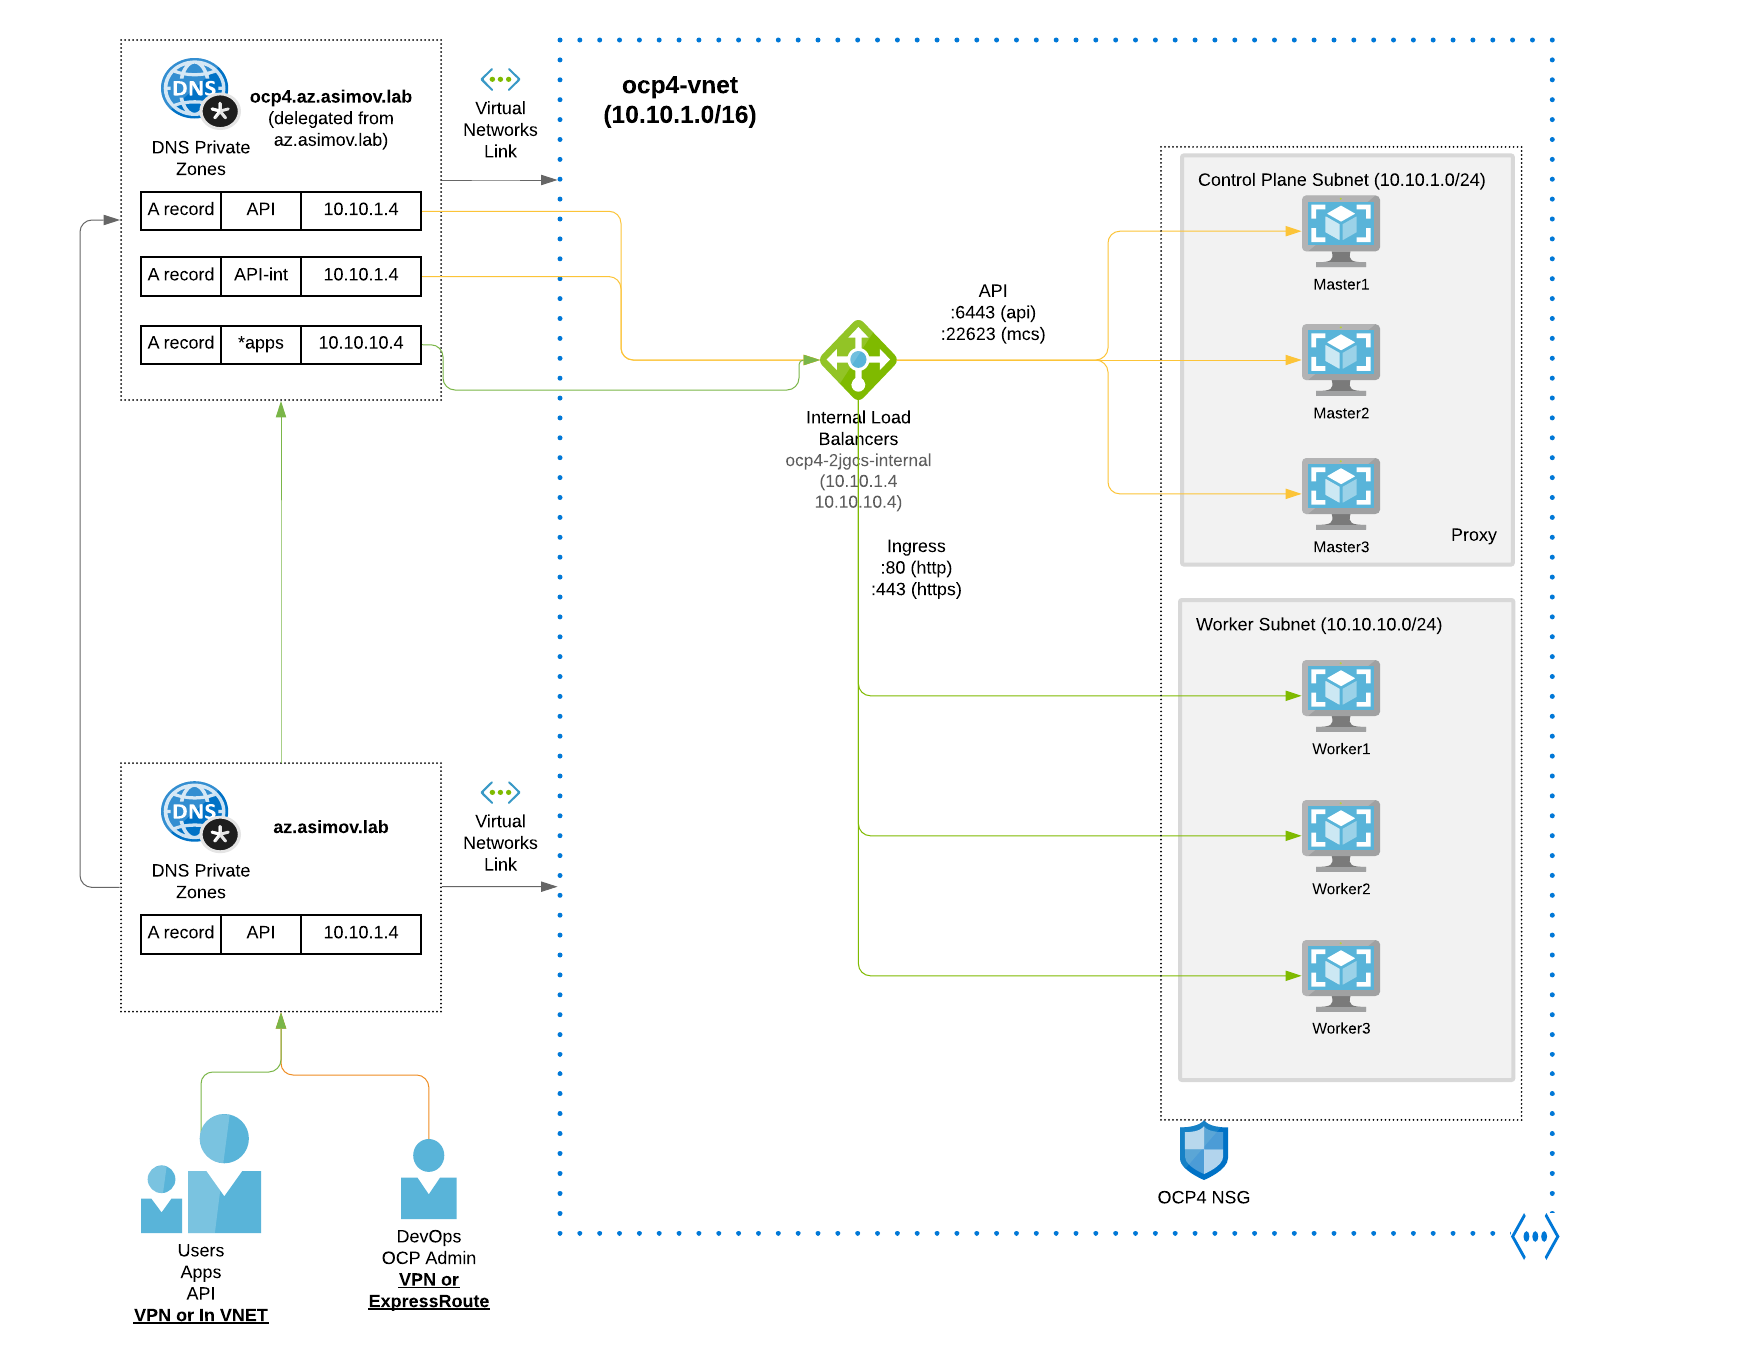 DNS
ocp4.az.asimov.lab
(delegated from
az.asimov.lab)
DNS Private
Zones
A record API 10.10.1.4
A record API-int 10.10.1.4
A record *apps 10.10.10.4
Virtual
Networks
Link
ocp4-vnet
(10.10.1.0/16)
Internal Load
Balancers
ocp4-2jgcs-internal
(10.10.1.4
10.10.10.4)
API
:6443 (api)
:22623 (mcs)
Ingress
:80 (http)
:443 (https)
Control Plane Subnet (10.10.1.0/24)
Master1
Master2
Master3
Proxy
Worker Subnet (10.10.10.0/24)
Worker1
Worker2
Worker3
OCP4 NSG
DNS
az.asimov.lab
DNS Private
Zones
A record API 10.10.1.4
Virtual
Networks
Link
Users
Apps
API
VPN or In VNET
DevOps
OCP Admin
VPN or
ExpressRoute